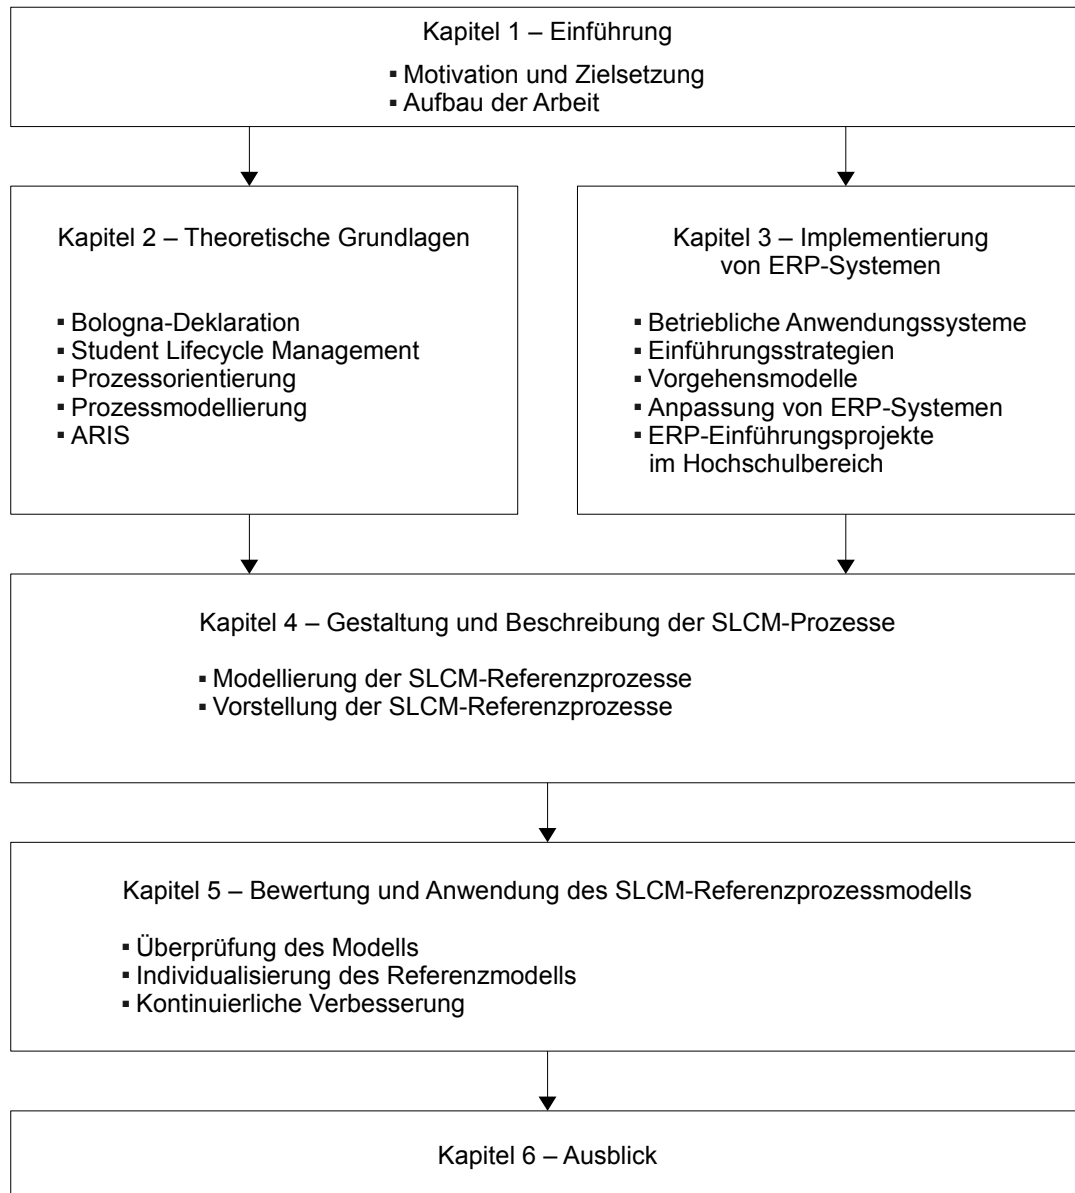 Kapitel 1 – Einführung
▪ Motivation und Zielsetzung
▪ Aufbau der Arbeit
Kapitel 2 – Theoretische Grundlagen
▪ Bologna-Deklaration
▪ Student Lifecycle Management
▪ Prozessorientierung
▪ Prozessmodellierung
▪ ARIS
Kapitel 3 – Implementierung
von ERP-Systemen
▪ Betriebliche Anwendungssysteme
▪ Einführungsstrategien
▪ Vorgehensmodelle
▪ Anpassung von ERP-Systemen
▪ ERP-Einführungsprojekte
im Hochschulbereich
Kapitel 4 – Gestaltung und Beschreibung der SLCM-Prozesse
▪ Modellierung der SLCM-Referenzprozesse
▪ Vorstellung der SLCM-Referenzprozesse
Kapitel 5 – Bewertung und Anwendung des SLCM-Referenzprozessmodells
▪ Überprüfung des Modells
▪ Individualisierung des Referenzmodells
▪ Kontinuierliche Verbesserung
Kapitel 6 – Ausblick